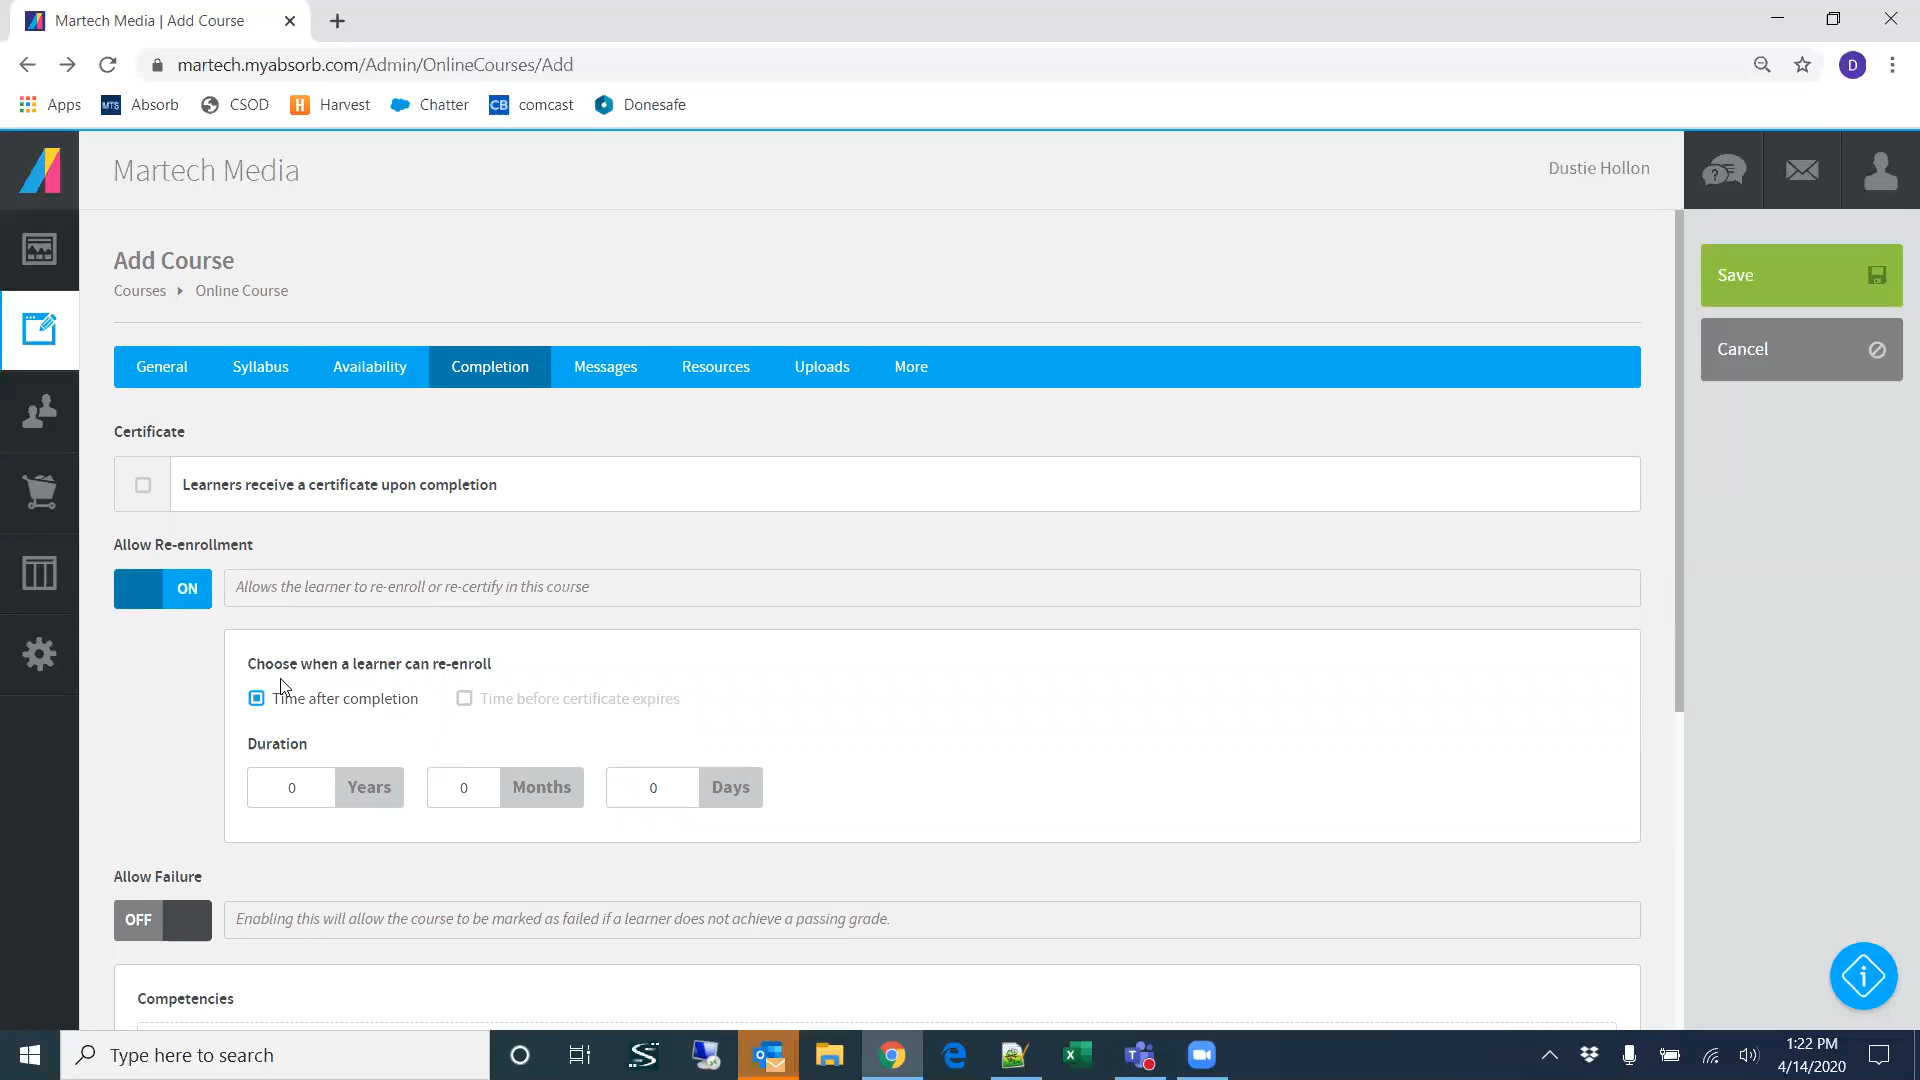 Martech Media | Add Course
martech.myabsorb.com/Admin/OnlineCourses/Add
D
Apps
MTS Absorb
CSOD
H Harvest
Chatter
CB comcast
Donesafe
Martech Media
Dustie Hollon
Add Course
Courses
Online Course
Save
Cancel
General
Syllabus
Availability
Completion
Messages
Resources
Uploads
More
Certificate
Learners receive a certificate upon completion
Allow Re-enrollment
ON
Allows the learner to re-enroll or re-certify in this course
Choose when a learner can re-enroll
Time after completion
Time before certificate expires
Duration
0 Years
0 Months
0 Days
Allow Failure
OFF
Enabling this will allow the course to be marked as failed if a learner does not achieve a passing grade.
Competencies
Type here to search
1:22 PM
4/14/2020